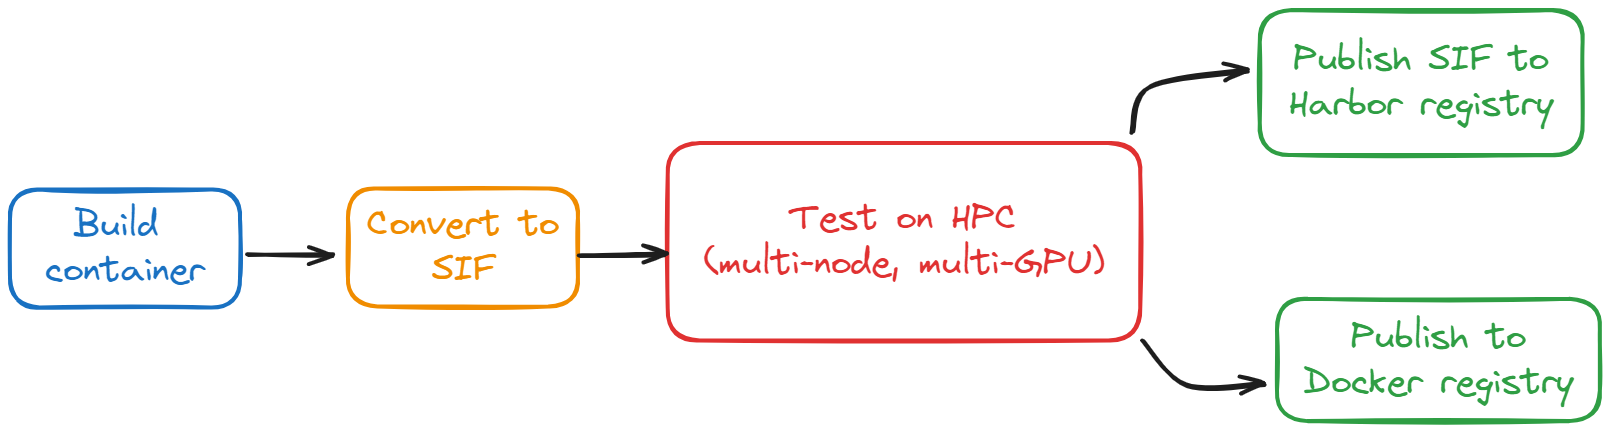 Build
container
Convert to
SIF
Test on HPC
(multi-node, multi-GPU)
Publish SIF to
Harbor registry
Publish to
Docker registry